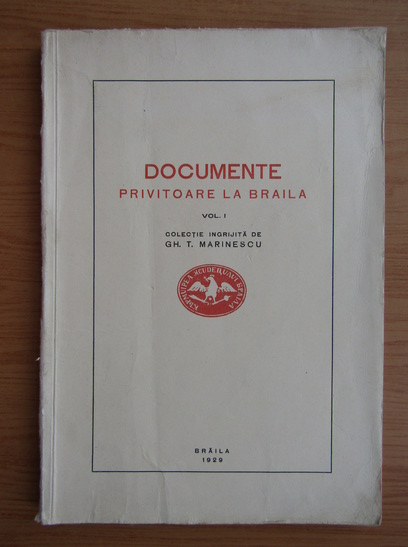 DOCUMENTE
PRIVITOARE LA BRAILA
VOL. I
COLECȚIE INGRIJITĂ DE
GH. T. MARINESCU
BRĂILA
1929